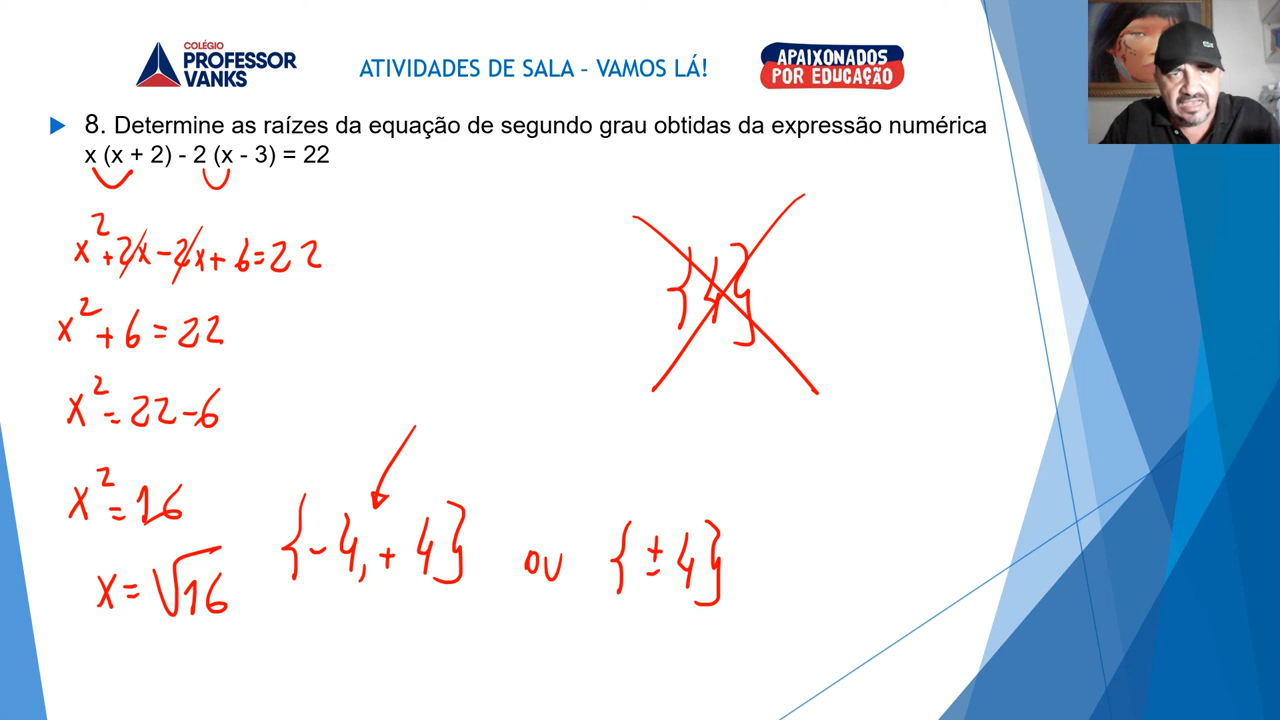 COLÉGIO
PROFESSOR
VANKS
ATIVIDADES DE SALA – VAMOS LÁ!
APAIXONADOS
POR EDUCAÇÃO
8. Determine as raízes da equação de segundo grau obtidas da expressão numérica
x (x + 2) - 2 (x - 3) = 22
x² + 2x - 2x + 6 = 22
x² + 6 = 22
x² = 22 - 6
x² = 16
x = √16
{- 4, + 4} ou {± 4}
{4}